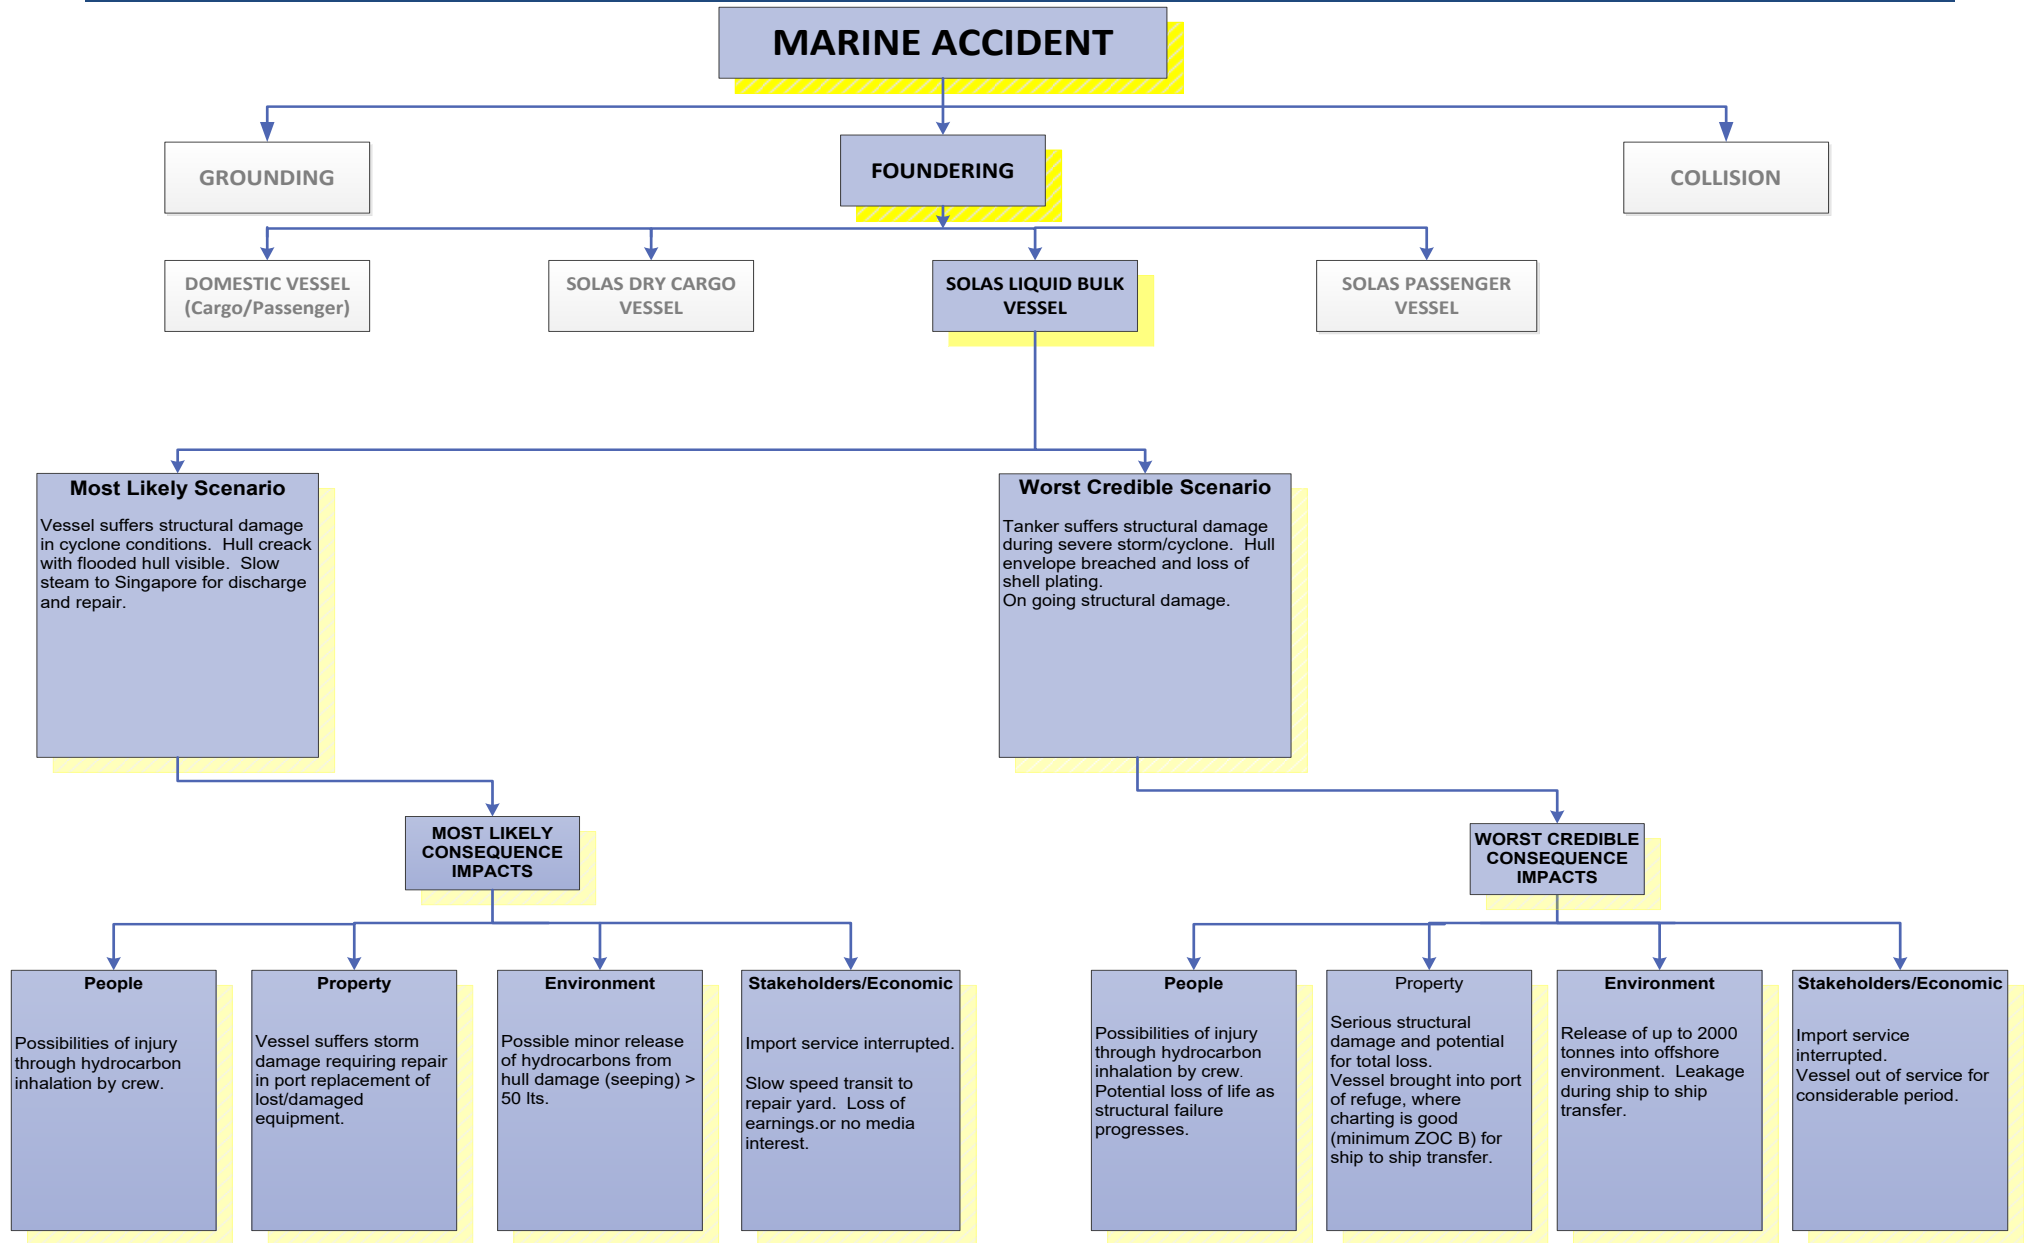 MARINE ACCIDENT
GROUNDING
FOUNDERING
COLLISION
DOMESTIC VESSEL
(Cargo/Passenger)
SOLAS DRY CARGO
VESSEL
SOLAS LIQUID BULK
VESSEL
SOLAS PASSENGER
VESSEL
Most Likely Scenario
Vessel suffers structural damage
in cyclone conditions.  Hull creack
with flooded hull visible.  Slow
steam to Singapore for discharge
and repair.
Worst Credible Scenario
Tanker suffers structural damage
during severe storm/cyclone.  Hull
envelope breached and loss of
shell plating.
On going structural damage.
MOST LIKELY
CONSEQUENCE
IMPACTS
WORST CREDIBLE
CONSEQUENCE
IMPACTS
People
Possibilities of injury
through hydrocarbon
inhalation by crew.
Property
Vessel suffers storm
damage requiring repair
in port replacement of
lost/damaged
equipment.
Environment
Possible minor release
of hydrocarbons from
hull damage (seeping) >
50 lts.
Stakeholders/Economic
Import service interrupted.
Slow speed transit to
repair yard.  Loss of
earnings.or no media
interest.
People
Possibilities of injury
through hydrocarbon
inhalation by crew.
Potential loss of life as
structural failure
progresses.
Property
Serious structural
damage and potential
for total loss.
Vessel brought into port
of refuge, where
charting is good
(minimum ZOC B) for
ship to ship transfer.
Environment
Release of up to 2000
tonnes into offshore
environment.  Leakage
during ship to ship
transfer.
Stakeholders/Economic
Import service
interrupted.
Vessel out of service for
considerable period.